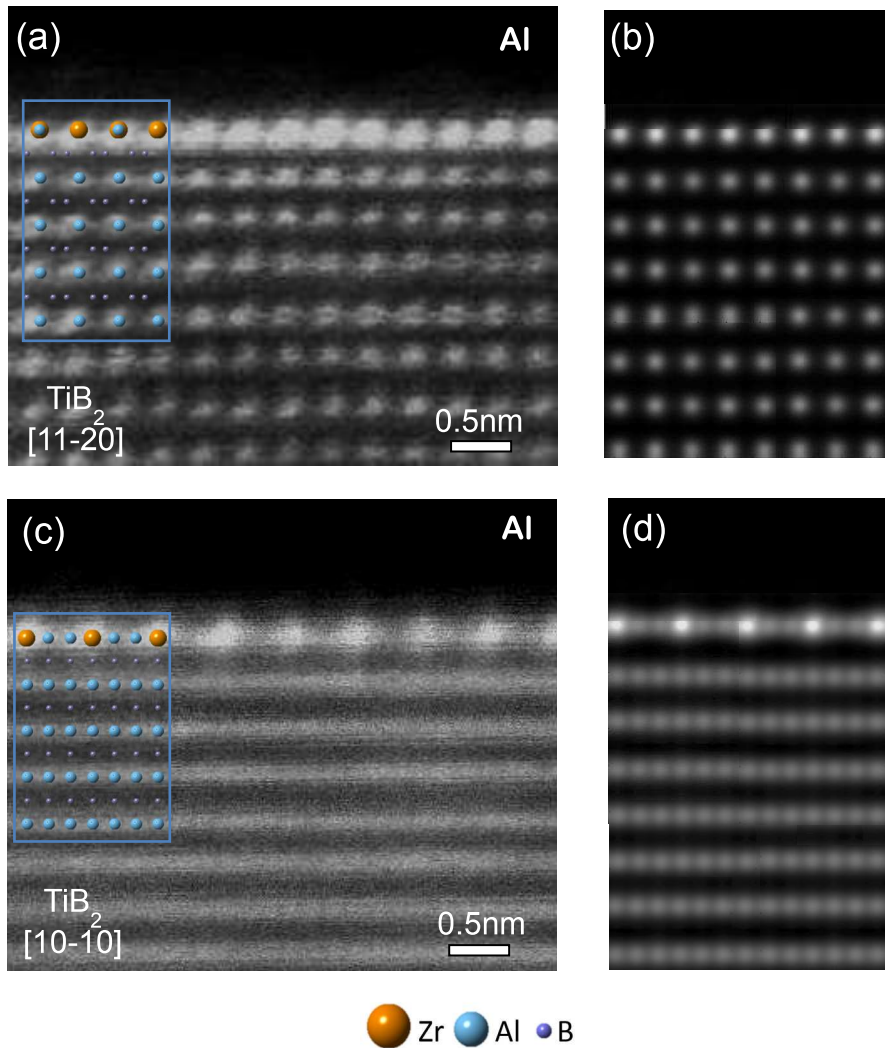 (a)
Al
(b)
TiB2
[11-20]
0.5nm
(c)
Al
(d)
TiB2
[10-10]
0.5nm
Zr Al B